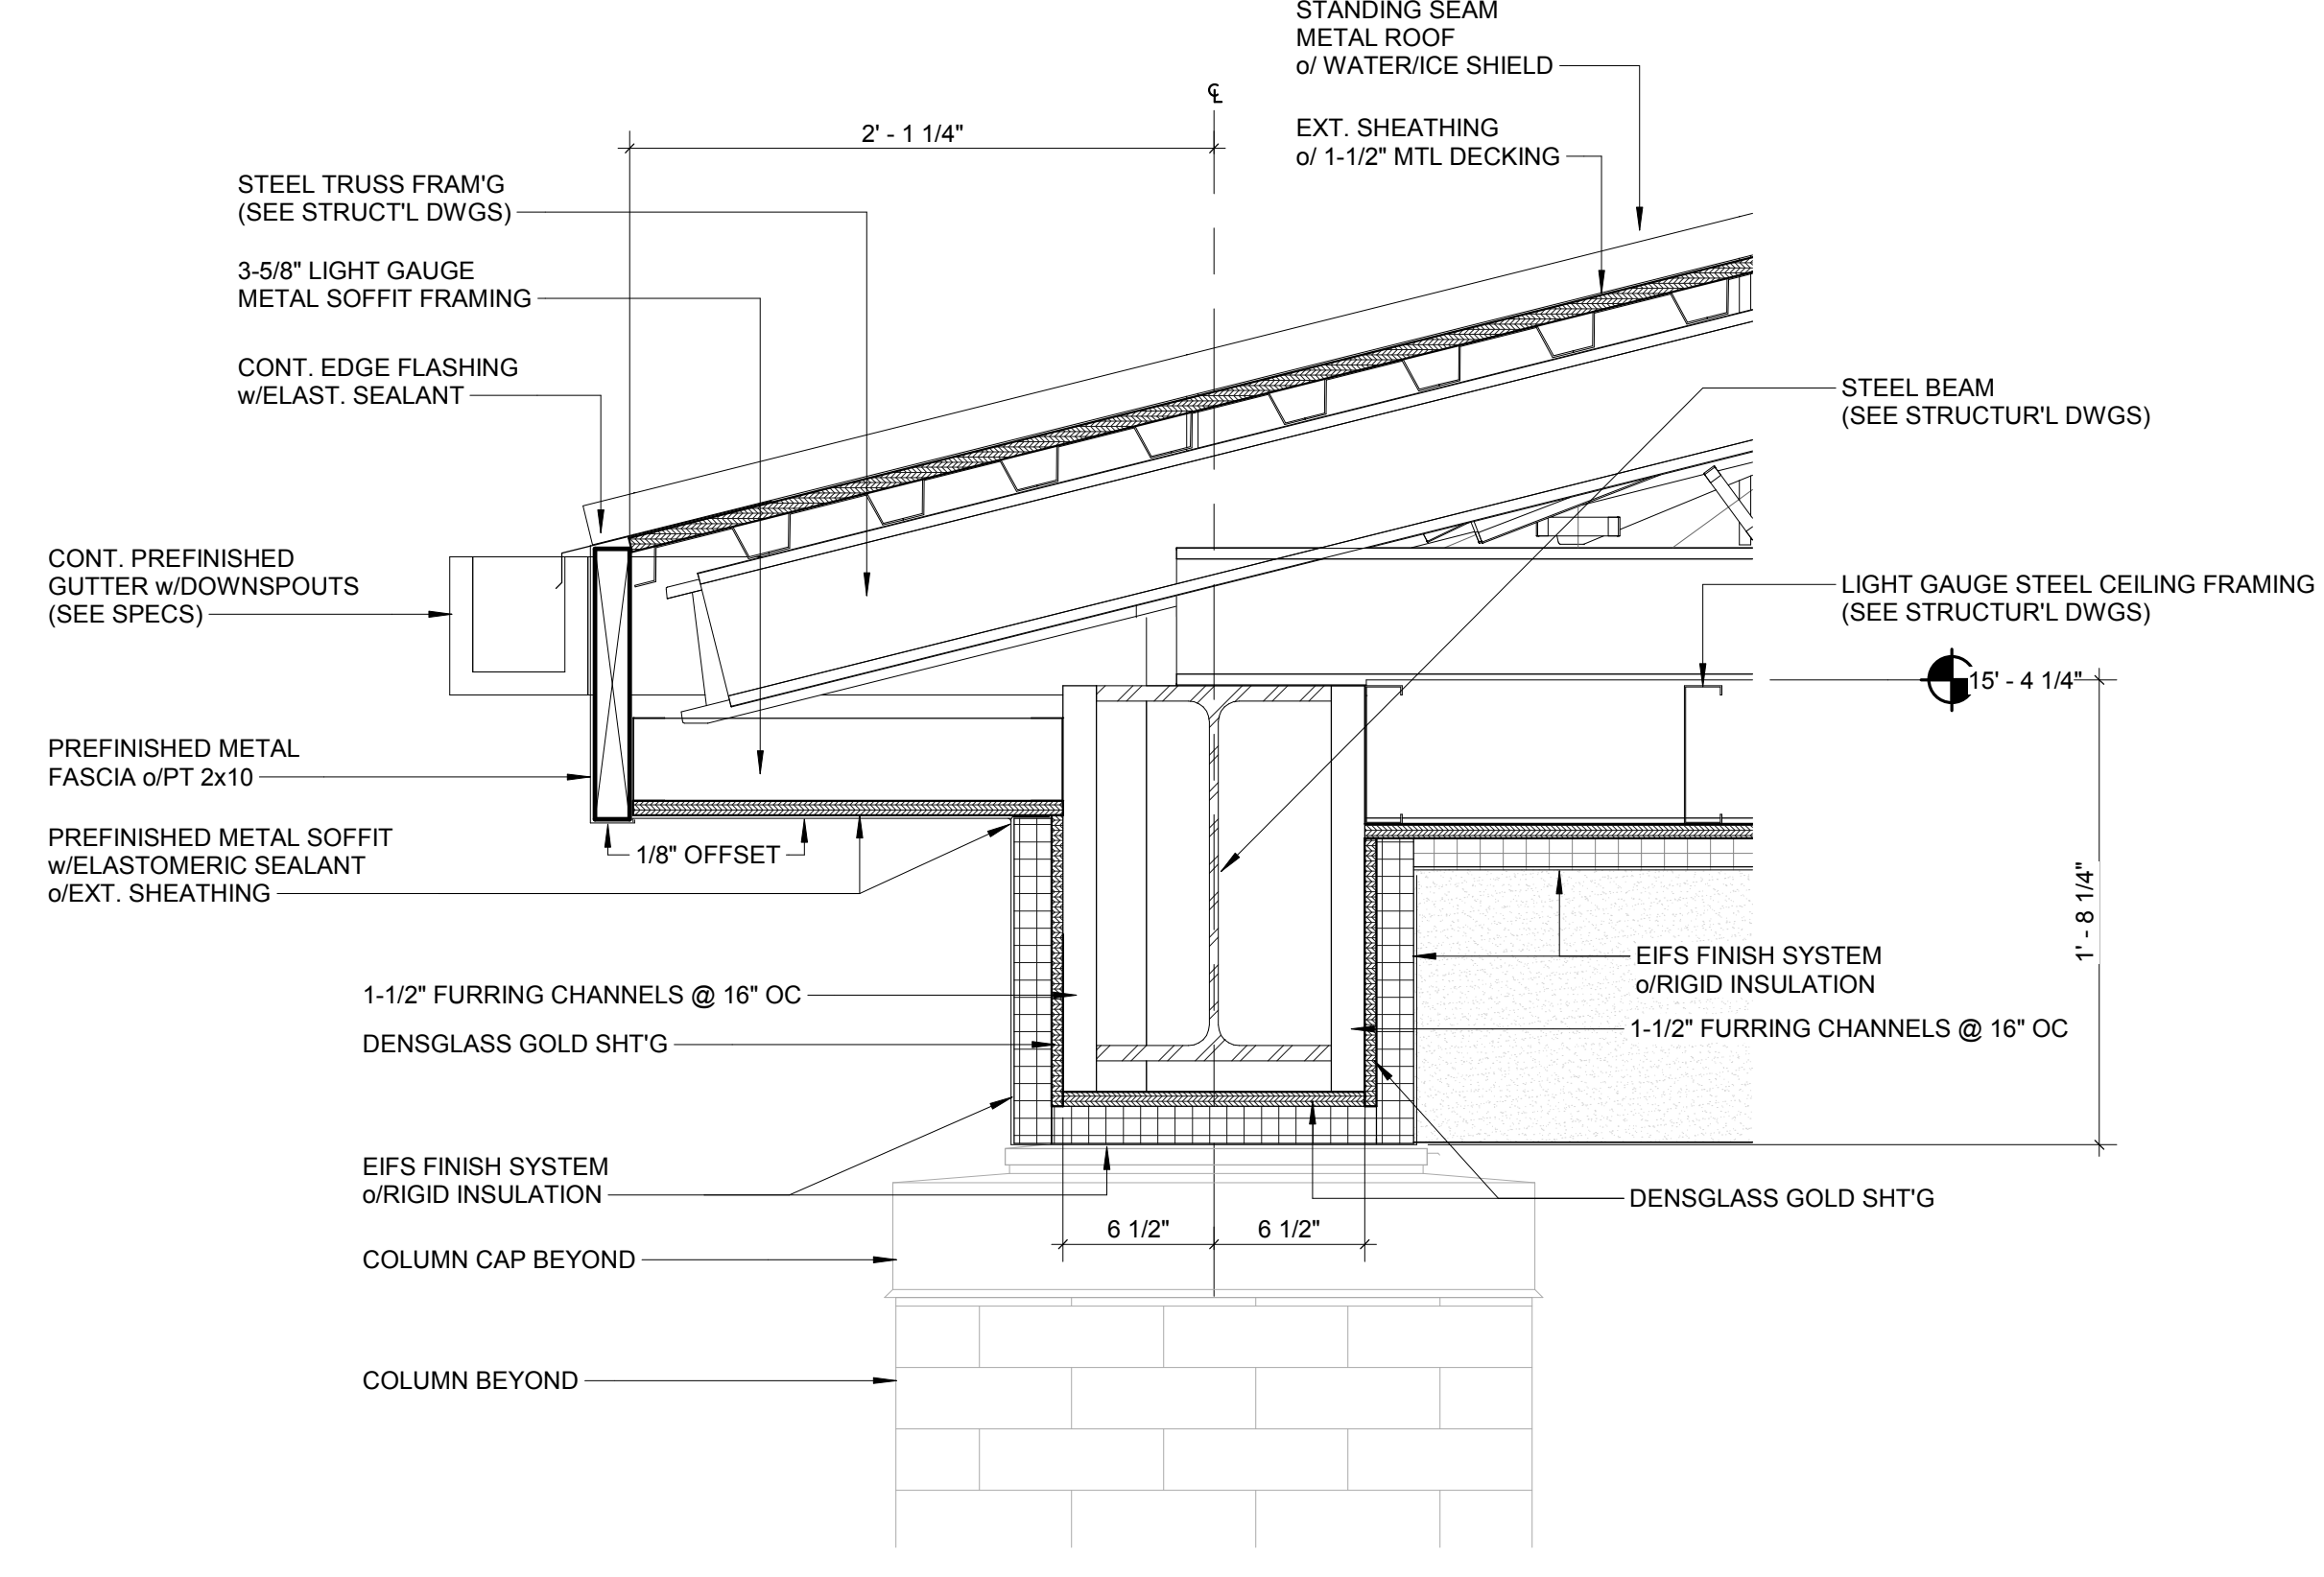 STANDING SEAM
METAL ROOF
o/ WATER/ICE SHIELD
℄
2' - 1 1/4"
EXT. SHEATHING
o/ 1-1/2" MTL DECKING
STEEL TRUSS FRAM'G
(SEE STRUCT'L DWGS)
3-5/8" LIGHT GAUGE
METAL SOFFIT FRAMING
CONT. EDGE FLASHING
w/ELAST. SEALANT
STEEL BEAM
(SEE STRUCTUR'L DWGS)
CONT. PREFINISHED
GUTTER w/DOWNSPOUTS
(SEE SPECS)
LIGHT GAUGE STEEL CEILING FRAMING
(SEE STRUCTUR'L DWGS)
15' - 4 1/4"
PREFINISHED METAL
FASCIA o/PT 2x10
PREFINISHED METAL SOFFIT
w/ELASTOMERIC SEALANT
o/EXT. SHEATHING
1/8" OFFSET
1' - 8 1/4"
EIFS FINISH SYSTEM
o/RIGID INSULATION
1-1/2" FURRING CHANNELS @ 16" OC
1-1/2" FURRING CHANNELS @ 16" OC
DENSGLASS GOLD SHT'G
EIFS FINISH SYSTEM
o/RIGID INSULATION
DENSGLASS GOLD SHT'G
6 1/2"
6 1/2"
COLUMN CAP BEYOND
COLUMN BEYOND